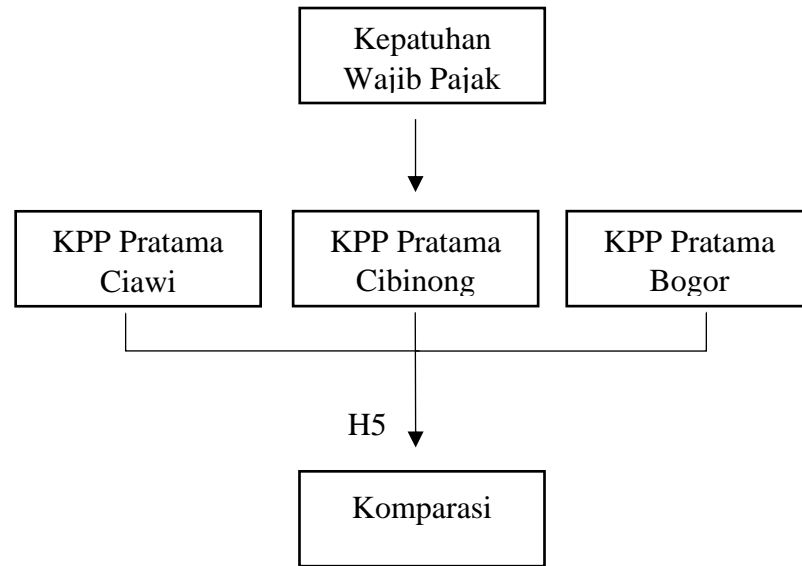 Kepatuhan
Wajib Pajak
KPP Pratama
Ciawi
KPP Pratama
Cibinong
KPP Pratama
Bogor
H5
Komparasi